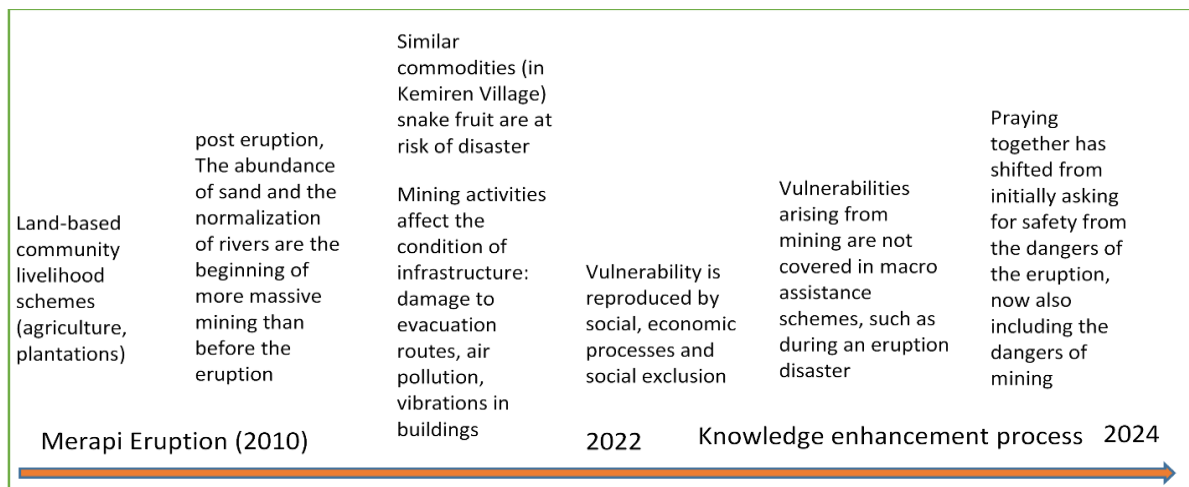 Land-based
community
livelihood
schemes
(agriculture,
plantations)
post eruption,
The abundance
of sand and the
normalization
of rivers are the
beginning of
more massive
mining than
before the
eruption
Similar
commodities (in
Kemiren Village)
snake fruit are at
risk of disaster
Mining activities
affect the
condition of
infrastructure:
damage to
evacuation
routes, air
pollution,
vibrations in
buildings
Vulnerability is
reproduced by
social, economic
processes and
social exclusion
Vulnerabilities
arising from
mining are not
covered in macro
assistance
schemes, such as
during an eruption
disaster
Praying
together has
shifted from
initially asking
for safety from
the dangers of
the eruption,
now also
including the
dangers of
mining
Merapi Eruption (2010)
2022
Knowledge enhancement process
2024